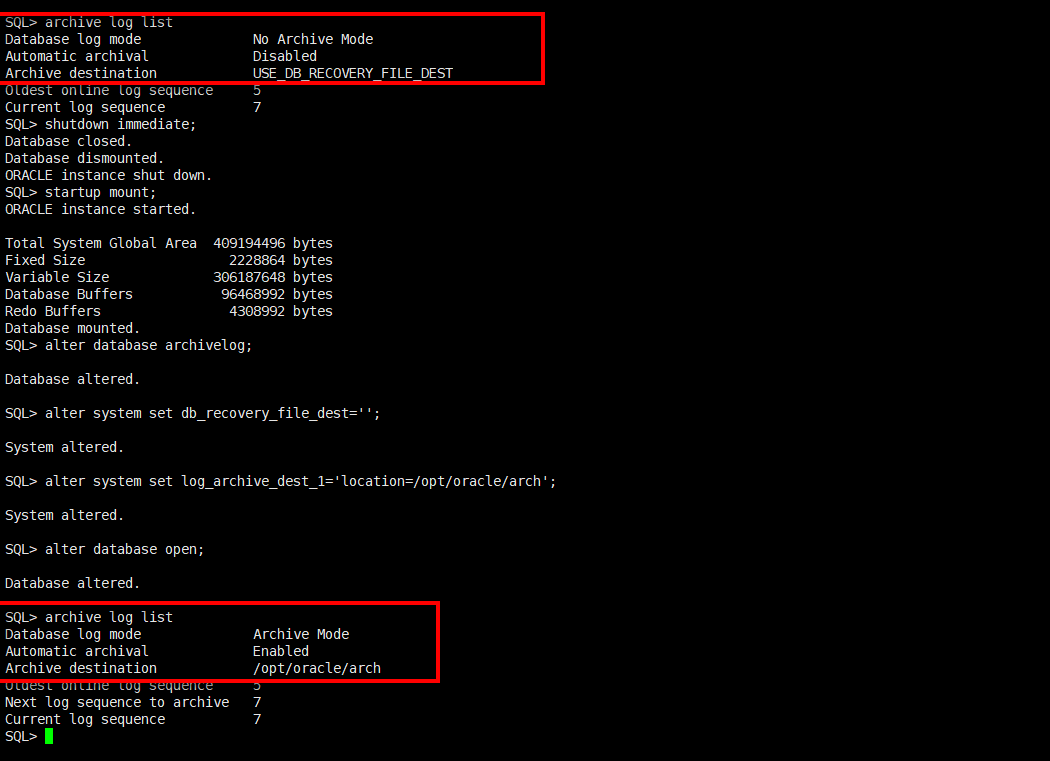 SQL> archive log list
Database log mode              No Archive Mode
Automatic archival             Disabled
Archive destination            USE_DB_RECOVERY_FILE_DEST
Oldest online log sequence     5
Current log sequence           7
SQL> shutdown immediate;
Database closed.
Database dismounted.
ORACLE instance shut down.
SQL> startup mount;
ORACLE instance started.

Total System Global Area  409194496 bytes
Fixed Size                  2228864 bytes
Variable Size             306187648 bytes
Database Buffers           96468992 bytes
Redo Buffers                4308992 bytes
Database mounted.
SQL> alter database archivelog;

Database altered.

SQL> alter system set db_recovery_file_dest='';

System altered.

SQL> alter system set log_archive_dest_1='location=/opt/oracle/arch';

System altered.

SQL> alter database open;

Database altered.

SQL> archive log list
Database log mode              Archive Mode
Automatic archival             Enabled
Archive destination            /opt/oracle/arch
Oldest online log sequence     5
Next log sequence to archive   7
Current log sequence           7
SQL>